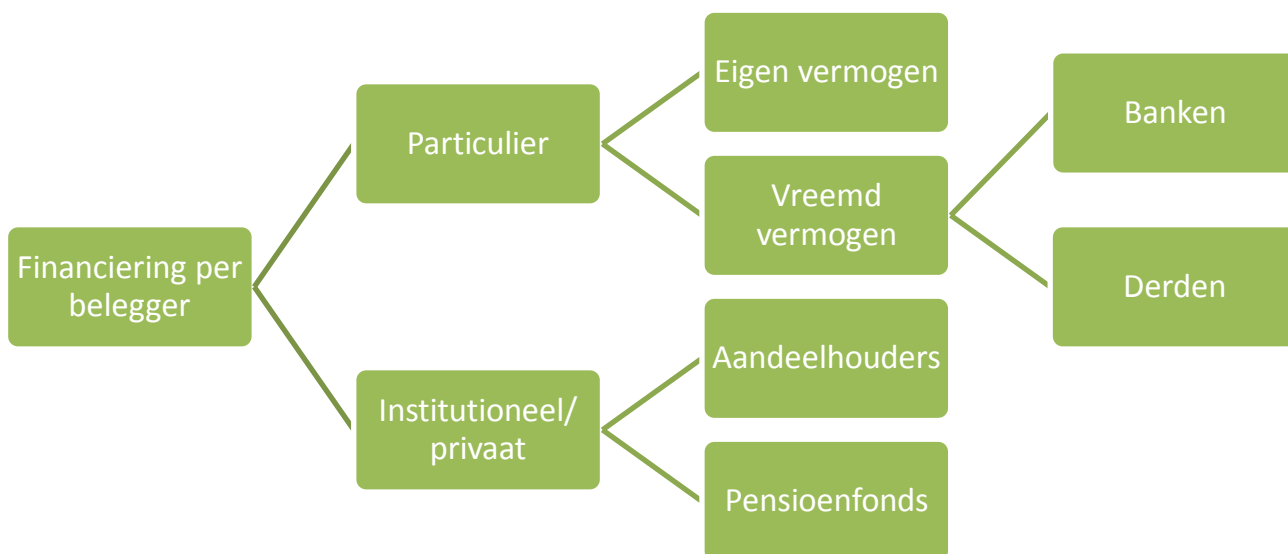 Eigen vermogen
Banken
Particulier
Vreemd
vermogen
Financiering per
belegger
Derden
Aandeelhouders
Institutioneel/
privaat
Pensioenfonds